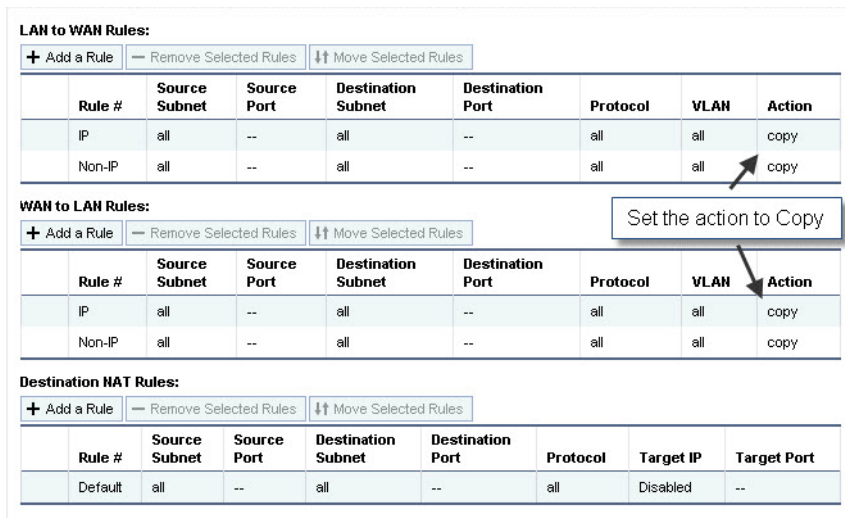 LAN to WAN Rules:
+ Add a Rule — Remove Selected Rules ↓↑ Move Selected Rules
Rule # Source Subnet Source Port Destination Subnet Destination Port Protocol VLAN Action
IP all -- all -- all all copy
Non-IP all -- all -- all all copy
WAN to LAN Rules:
Set the action to Copy
+ Add a Rule — Remove Selected Rules ↓↑ Move Selected Rules
Rule # Source Subnet Source Port Destination Subnet Destination Port Protocol VLAN Action
IP all -- all -- all all copy
Non-IP all -- all -- all all copy
Destination NAT Rules:
+ Add a Rule — Remove Selected Rules ↓↑ Move Selected Rules
Rule # Source Subnet Source Port Destination Subnet Destination Port Protocol Target IP Target Port
Default all -- all -- all Disabled --